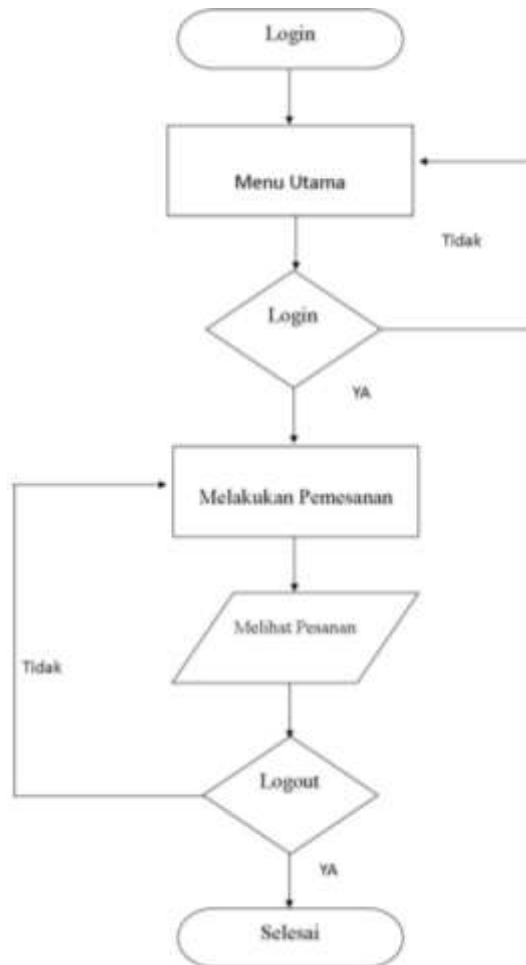 Login
Menu Utama
Tidak
Login
YA
Melakukan Pemesanan
Melihat Pesanan
Tidak
Logout
YA
Selesai